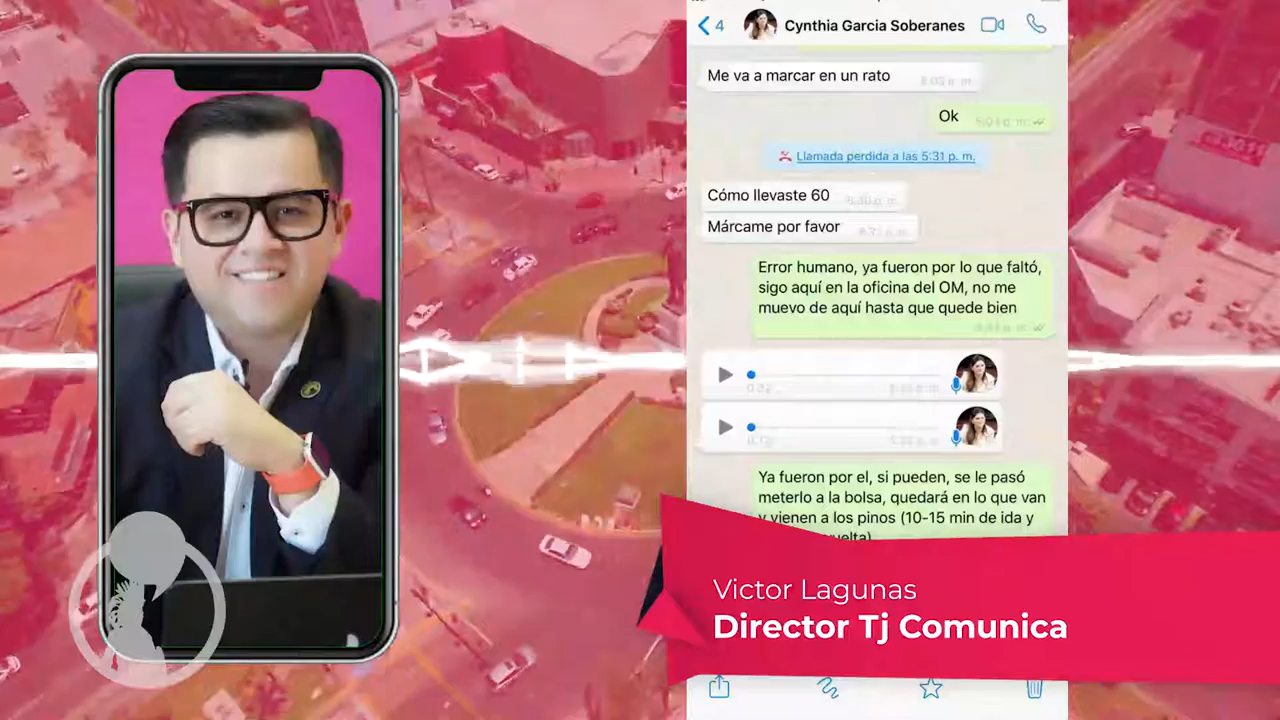 4
Cynthia Garcia Soberanes
Me va a marcar en un rato
Ok
Llamada perdida a las 5:31 p. m.
Cómo llevaste 60
Márcame por favor
Error humano, ya fueron por lo que faltó,
sigo aquí en la oficina del OM, no me
muevo de aquí hasta que quede bien
Ya fueron por el, si pueden, se le pasó
meterlo a la bolsa, quedará en lo que van
y vienen a los pinos (10-15 min de ida y
Victor Lagunas
Director Tj Comunica